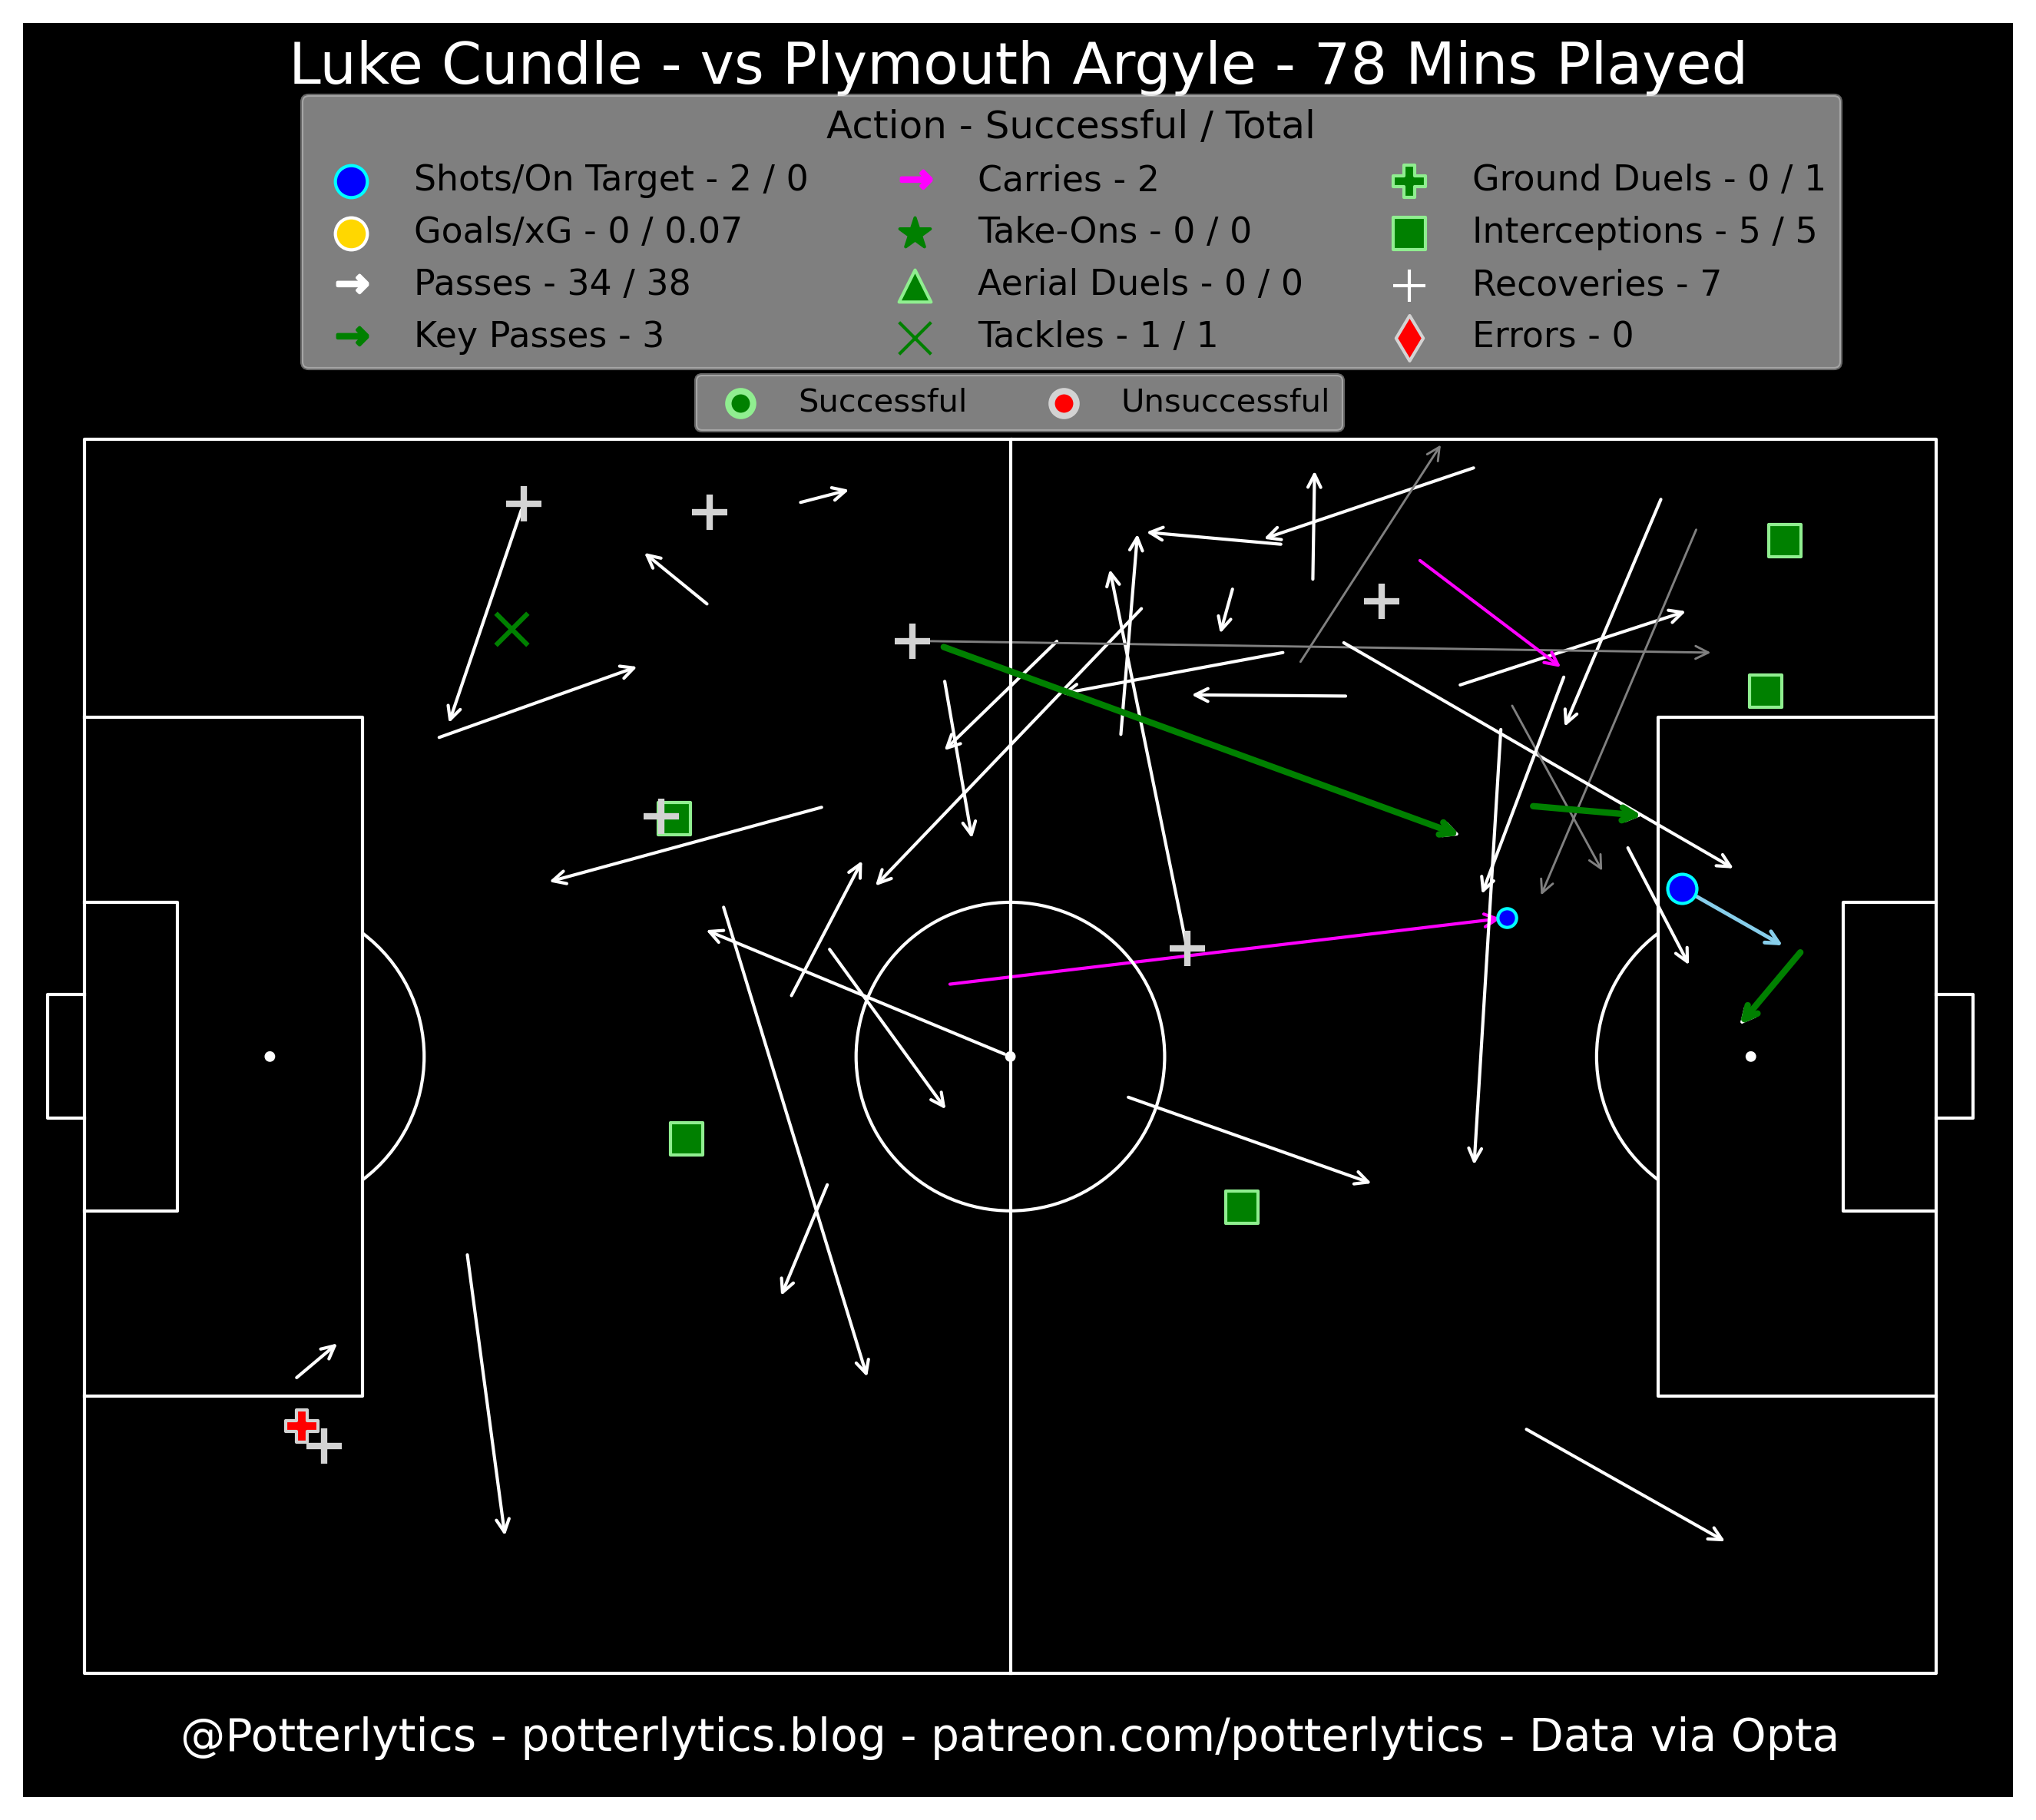 Luke Cundle - vs Plymouth Argyle - 78 Mins Played
Action - Successful / Total
Shots/On Target - 2 / 0
Carries - 2
Ground Duels - 0 / 1
Goals/xG - 0 / 0.07
Take-Ons - 0 / 0
Interceptions - 5 / 5
Passes - 34 / 38
Aerial Duels - 0 / 0
Recoveries - 7
Key Passes - 3
Tackles - 1 / 1
Errors - 0
Successful
Unsuccessful
@Potterlytics - potterlytics.blog - patreon.com/potterlytics - Data via Opta